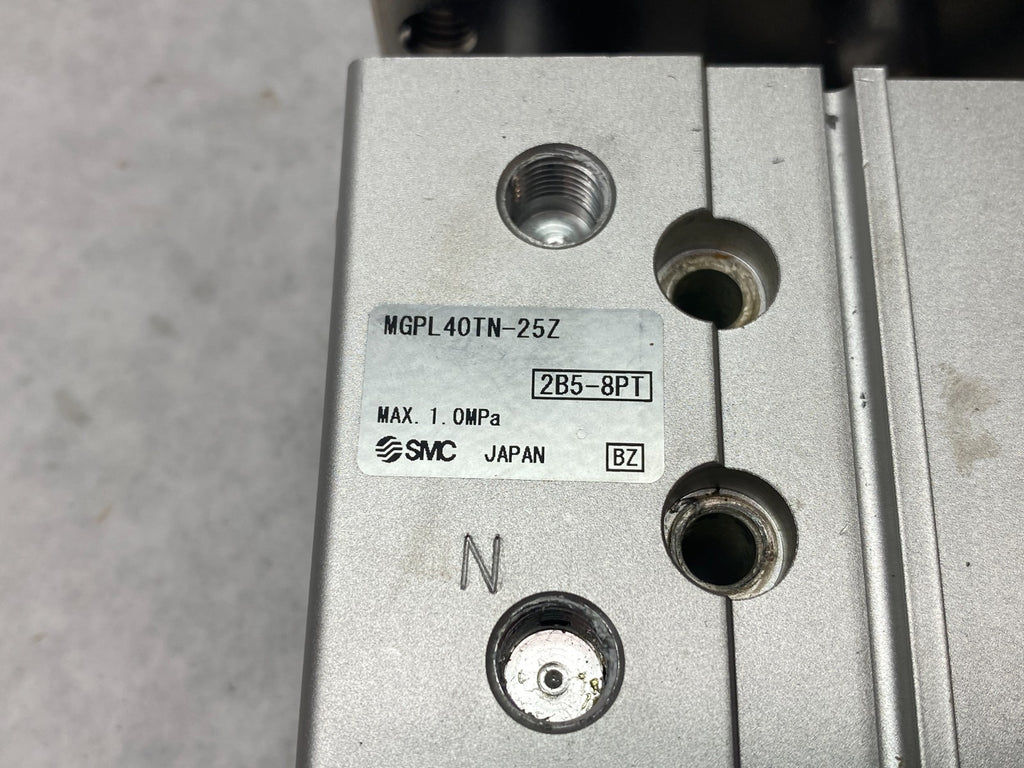 MGPL40TN-25Z
2B5-8PT
MAX. 1.0MPa
SMC JAPAN BZ
N